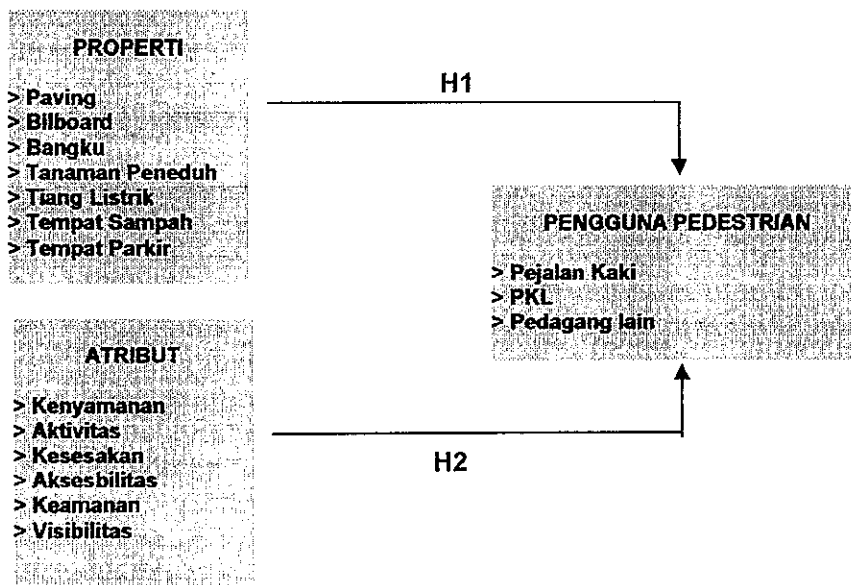 PROPERTI
> Paving
> Bilboard
> Bangku
> Tanaman Peneduh
> Tiang Listrik
> Tempat Sampah
> Tempat Parkir
H1
PENGGUNA PEDESTRIAN
> Pejalan Kaki
> PKL
> Pedagang lain
ATRIBUT
> Kenyamanan
> Aktivitas
> Kesesakan
> Aksesbilitas
> Keamanan
> Visibilitas
H2